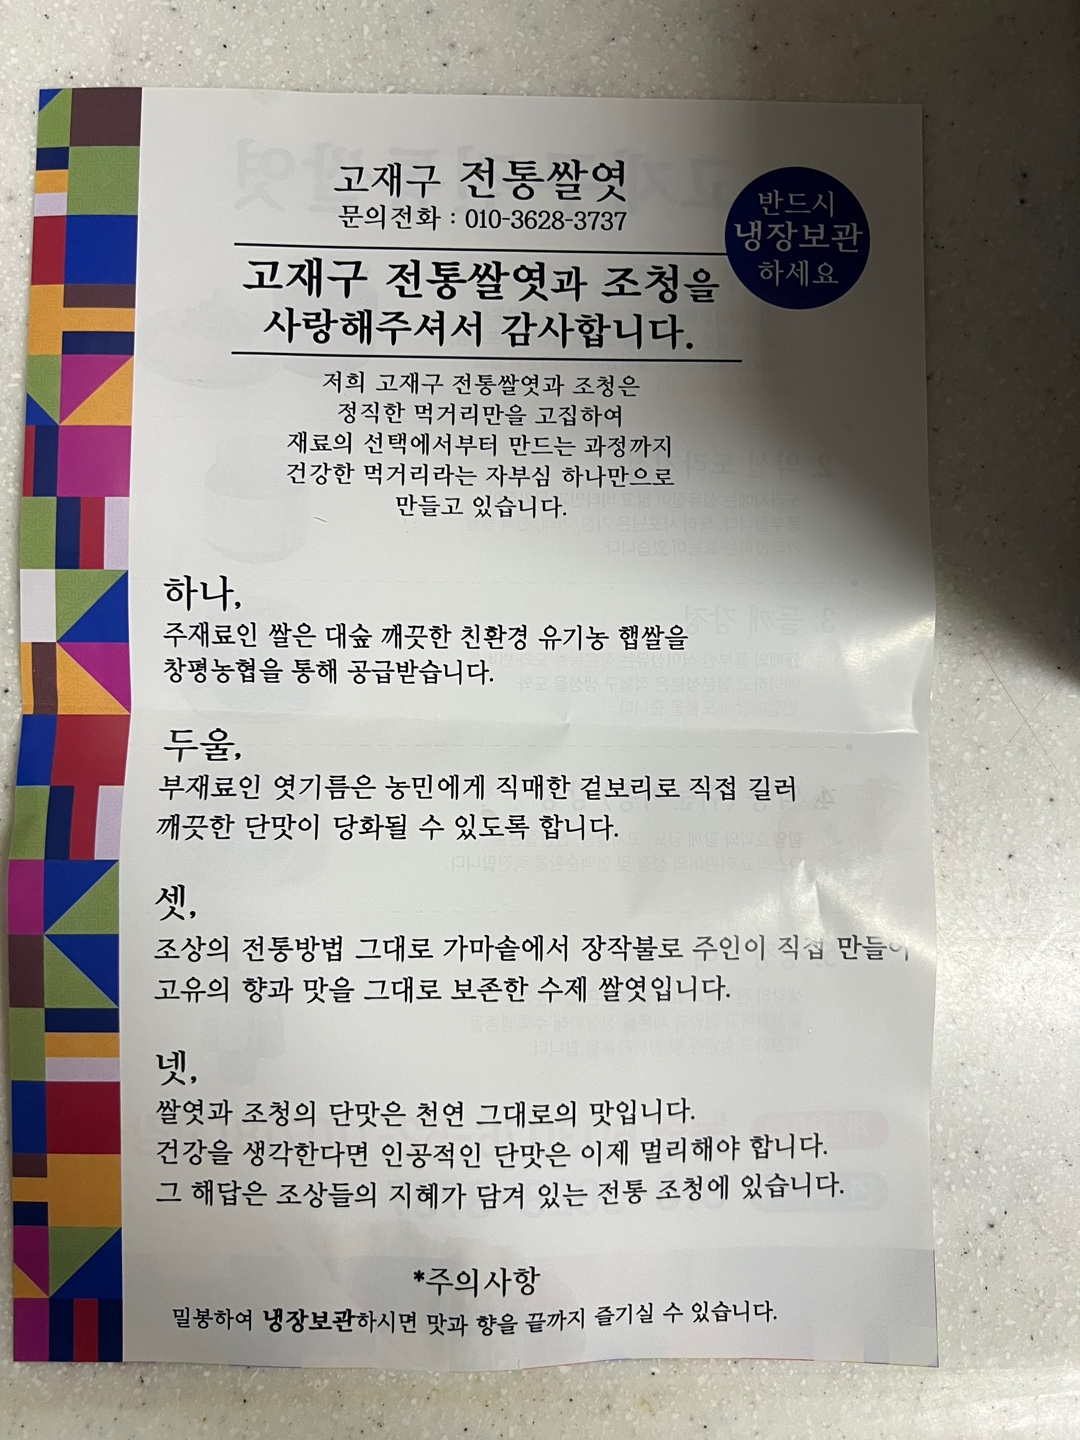 고재구 전통쌀엿
문의전화 : 010-3628-3737
반드시
냉장보관
하세요
고재구 전통쌀엿과 조청을
사랑해주셔서 감사합니다.
저희 고재구 전통쌀엿과 조청은
정직한 먹거리만을 고집하여
재료의 선택에서부터 만드는 과정까지
건강한 먹거리라는 자부심 하나만으로
만들고 있습니다.
하나,
주재료인 쌀은 대숲 깨끗한 친환경 유기농 햅쌀을
창평농협을 통해 공급받습니다.
두울,
부재료인 엿기름은 농민에게 직매한 겉보리로 직접 길러
깨끗한 단맛이 당화될 수 있도록 합니다.
셋,
조상의 전통방법 그대로 가마솥에서 장작불로 주인이 직접 만들어
고유의 향과 맛을 그대로 보존한 수제 쌀엿입니다.
넷,
쌀엿과 조청의 단맛은 천연 그대로의 맛입니다.
건강을 생각한다면 인공적인 단맛은 이제 멀리해야 합니다.
그 해답은 조상들의 지혜가 담겨 있는 전통 조청에 있습니다.
*주의사항
밀봉하여 냉장보관하시면 맛과 향을 끝까지 즐기실 수 있습니다.